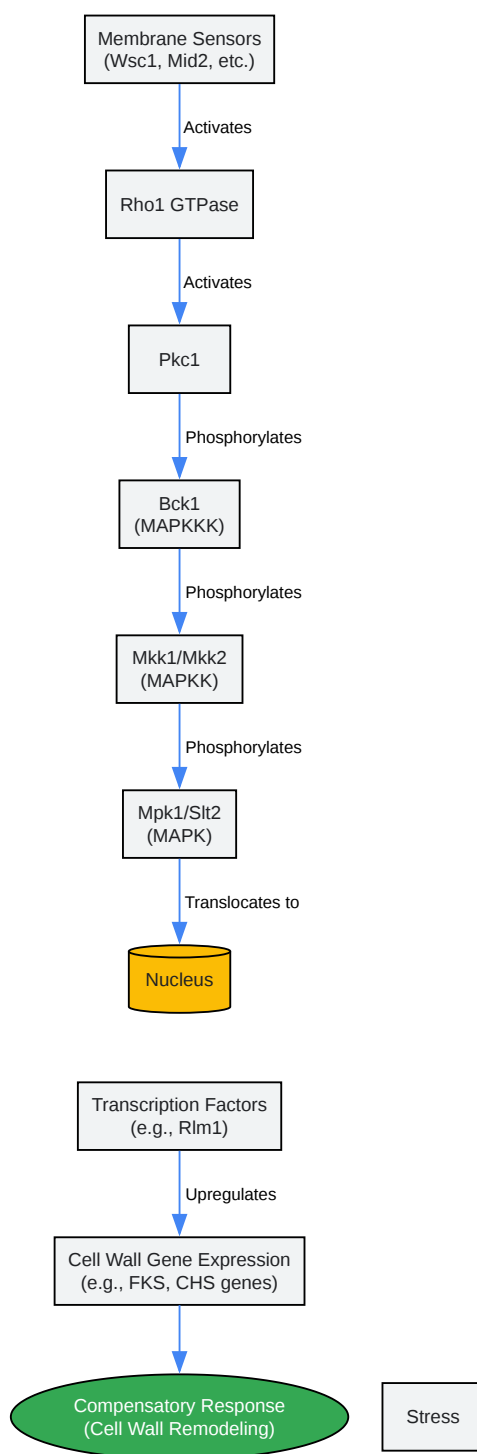 Membrane Sensors
(Wsc1, Mid2, etc.)
Activates
Rho1 GTPase
Activates
Pkc1
Phosphorylates
Bck1
(MAPKKK)
Phosphorylates
Mkk1/Mkk2
(MAPKK)
Phosphorylates
Mpk1/Slt2
(MAPK)
Translocates to
Nucleus
Transcription Factors
(e.g., Rlm1)
Upregulates
Cell Wall Gene Expression
(e.g., FKS, CHS genes)
Compensatory Response
(Cell Wall Remodeling)
Stress